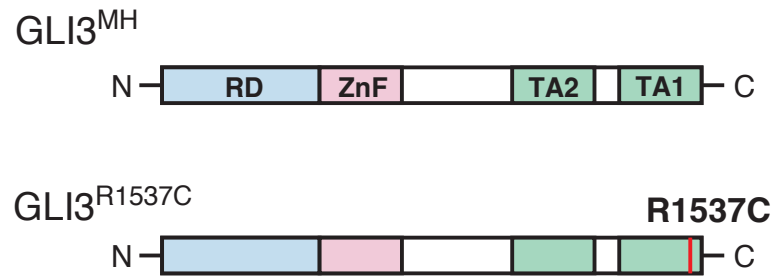 GLI3MH
N RD ZnF TA2 TA1 C
GLI3R1537C
R1537C
N C